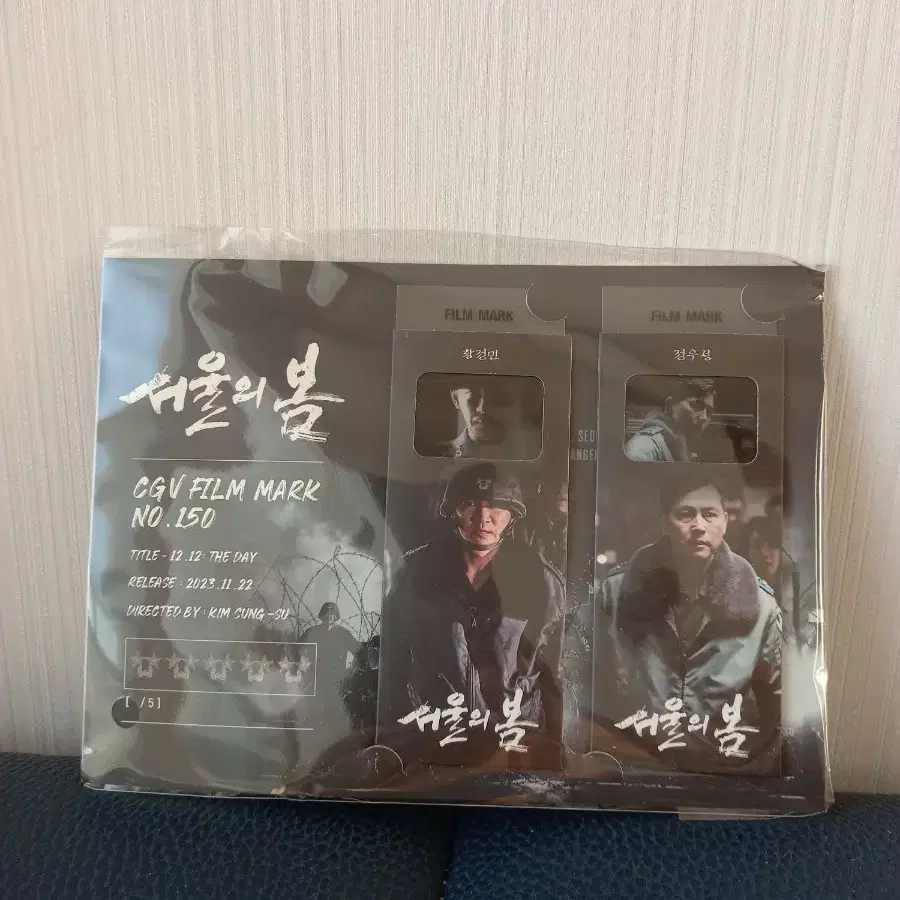 서울의 봄
CGV FILM MARK
NO.150
TITLE - 12.12: THE DAY
RELEASE : 2023.11.22
DIRECTED BY : KIM SUNG-SU
[ /5]
FILM MARK
황정민
서울의 봄
FILM MARK
정우성
서울의 봄